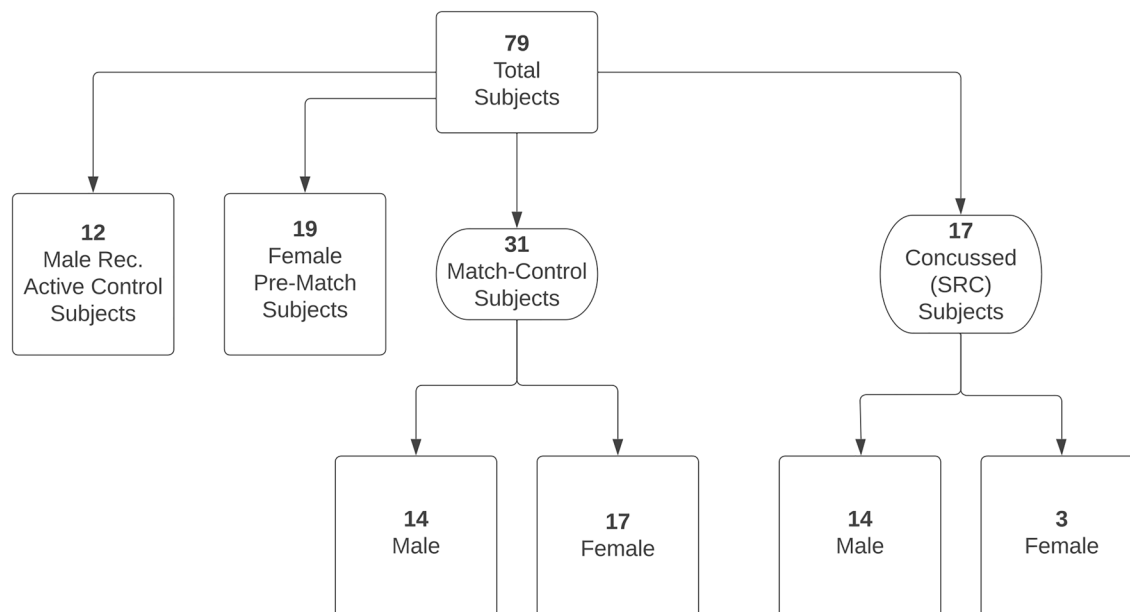 79
Total
Subjects
12
Male Rec.
Active Control
Subjects
19
Female
Pre-Match
Subjects
31
Match-Control
Subjects
17
Concussed
(SRC)
Subjects
14
Male
17
Female
14
Male
3
Female